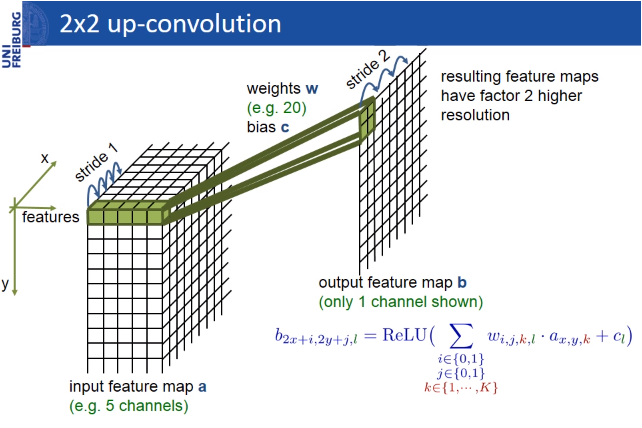 UNI
FREIBURG
2x2 up-convolution
weights w
(e.g. 20)
bias c
stride 2
resulting feature maps
have factor 2 higher
resolution
stride 1
x
features
y
output feature map b
(only 1 channel shown)
b_{2x+i,2y+j,l} = ReLU( ∑_{i∈{0,1} j∈{0,1} k∈{1,⋯,K}} w_{i,j,k,l} · a_{x,y,k} + c_l )
input feature map a
(e.g. 5 channels)